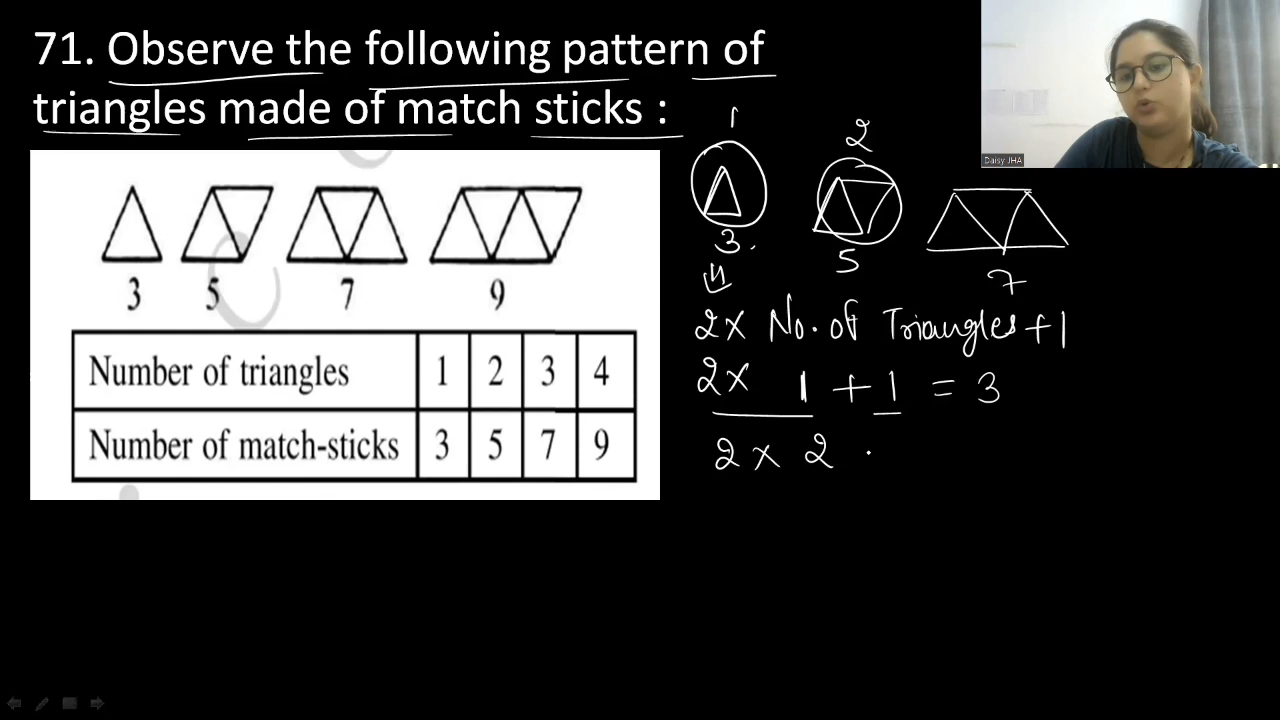 71. Observe the following pattern of
triangles made of match sticks :
3 5 7 9
Number of triangles 1 2 3 4
Number of match-sticks 3 5 7 9
1 2
3. 5 7
2x No. of Triangles + 1
2x 1 + 1 = 3
2 x 2
Daisy JHA